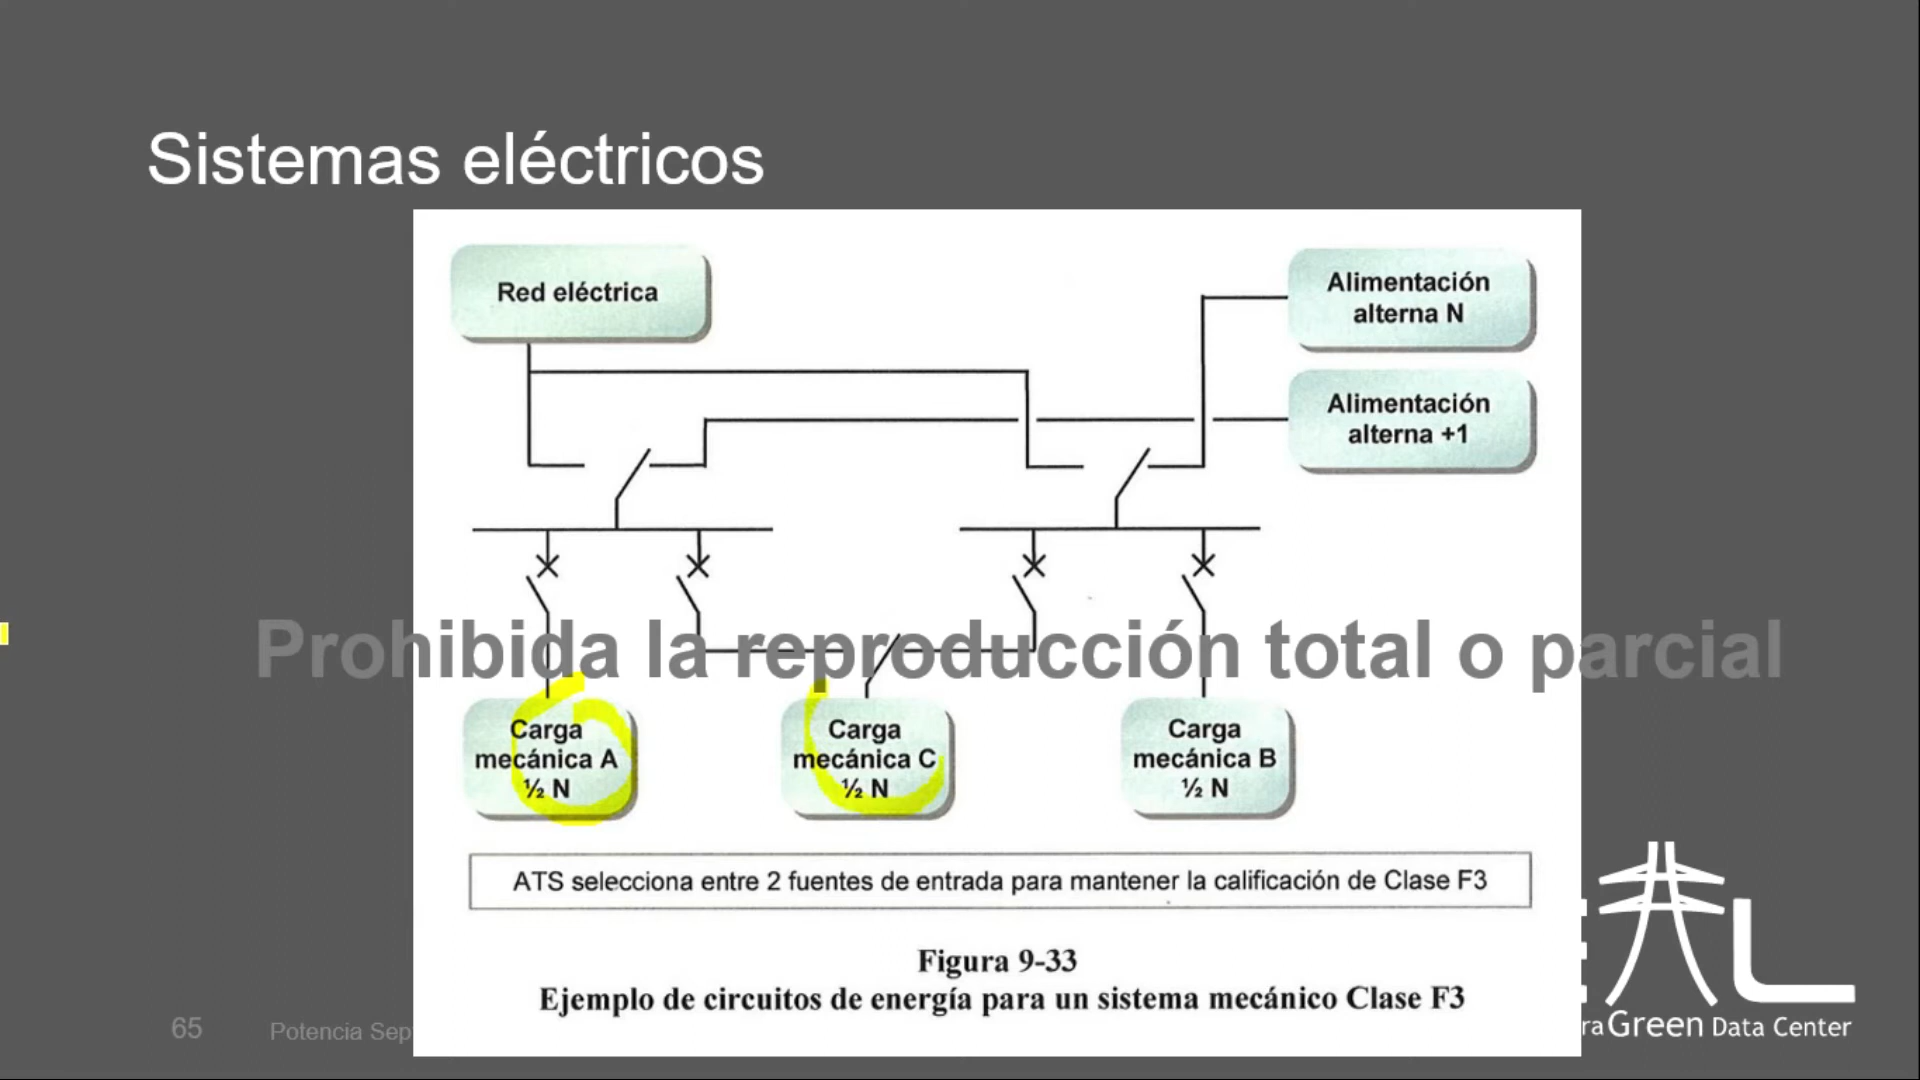 Sistemas eléctricos
Red eléctrica
Alimentación
alterna N
Alimentación
alterna +1
Prohibida la reproducción total o parcial
Carga
mecánica A
½ N
Carga
mecánica C
½ N
Carga
mecánica B
½ N
ATS selecciona entre 2 fuentes de entrada para mantener la calificación de Clase F3
Figura 9-33
Ejemplo de circuitos de energía para un sistema mecánico Clase F3
65
Potencia Sep
Green Data Center